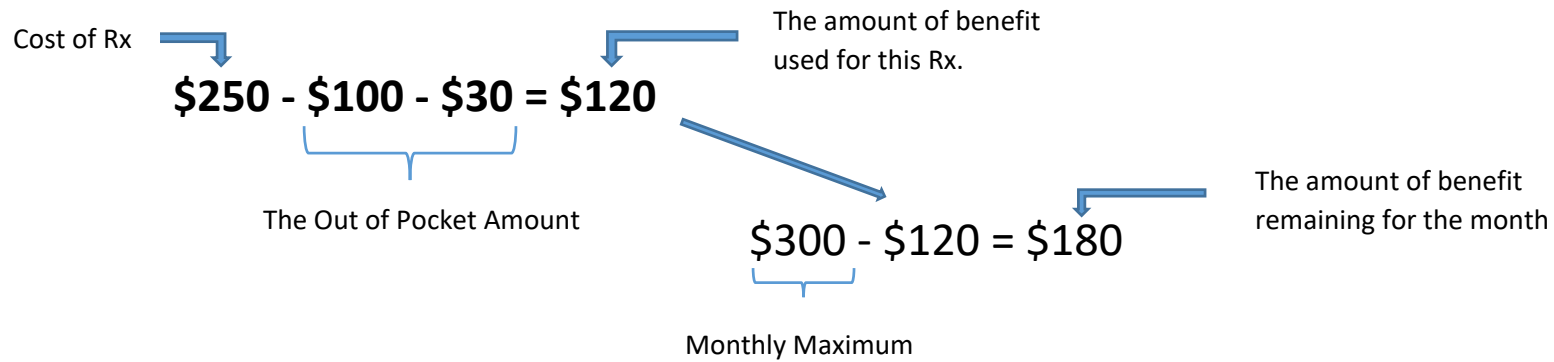 Cost of Rx
The amount of benefit
used for this Rx.
$250 - $100 - $30 = $120
The Out of Pocket Amount
The amount of benefit
remaining for the month
$300 - $120 = $180
Monthly Maximum